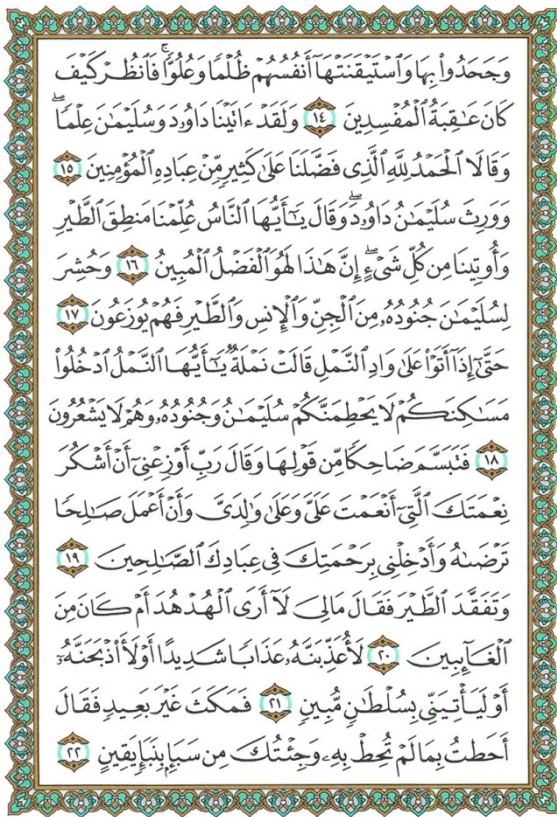 وَجَحَدُوا۟ بِهَا وَٱسْتَيْقَنَتْهَآ أَنفُسُهُمْ ظُلْمًا وَعُلُوًّا ۚ فَٱنظُرْ كَيْفَ
كَانَ عَـٰقِبَةُ ٱلْمُفْسِدِينَ ١٤ وَلَقَدْ ءَاتَيْنَا دَاوُۥدَ وَسُلَيْمَـٰنَ عِلْمًا ۖ
وَقَالَا ٱلْحَمْدُ لِلَّهِ ٱلَّذِى فَضَّلَنَا عَلَىٰ كَثِيرٍ مِّنْ عِبَادِهِ ٱلْمُؤْمِنِينَ ١٥
وَوَرِثَ سُلَيْمَـٰنُ دَاوُۥدَ ۖ وَقَالَ يَـٰٓأَيُّهَا ٱلنَّاسُ عُلِّمْنَا مَنطِقَ ٱلطَّيْرِ
وَأُوتِينَا مِن كُلِّ شَىْءٍ ۖ إِنَّ هَـٰذَا لَهُوَ ٱلْفَضْلُ ٱلْمُبِينُ ١٦ وَحُشِرَ
لِسُلَيْمَـٰنَ جُنُودُهُۥ مِنَ ٱلْجِنِّ وَٱلْإِنسِ وَٱلطَّيْرِ فَهُمْ يُوزَعُونَ ١٧
حَتَّىٰٓ إِذَآ أَتَوْا۟ عَلَىٰ وَادِ ٱلنَّمْلِ قَالَتْ نَمْلَةٌ يَـٰٓأَيُّهَا ٱلنَّمْلُ ٱدْخُلُوا۟
مَسَـٰكِنَكُمْ لَا يَحْطِمَنَّكُمْ سُلَيْمَـٰنُ وَجُنُودُهُۥ وَهُمْ لَا يَشْعُرُونَ
١٨ فَتَبَسَّمَ ضَاحِكًا مِّن قَوْلِهَا وَقَالَ رَبِّ أَوْزِعْنِىٓ أَنْ أَشْكُرَ
نِعْمَتَكَ ٱلَّتِىٓ أَنْعَمْتَ عَلَىَّ وَعَلَىٰ وَٰلِدَىَّ وَأَنْ أَعْمَلَ صَـٰلِحًا
تَرْضَىٰهُ وَأَدْخِلْنِى بِرَحْمَتِكَ فِى عِبَادِكَ ٱلصَّـٰلِحِينَ ١٩
وَتَفَقَّدَ ٱلطَّيْرَ فَقَالَ مَا لِىَ لَآ أَرَى ٱلْهُدْهُدَ أَمْ كَانَ مِنَ
ٱلْغَآئِبِينَ ٢٠ لَأُعَذِّبَنَّهُۥ عَذَابًا شَدِيدًا أَوْ لَأَا۟ذْبَحَنَّهُۥٓ
أَوْ لَيَأْتِيَنِّى بِسُلْطَـٰنٍ مُّبِينٍ ٢١ فَمَكَثَ غَيْرَ بَعِيدٍ فَقَالَ
أَحَطتُ بِمَا لَمْ تُحِطْ بِهِۦ وَجِئْتُكَ مِن سَبَإٍۭ بِنَبَإٍ يَقِينٍ ٢٢